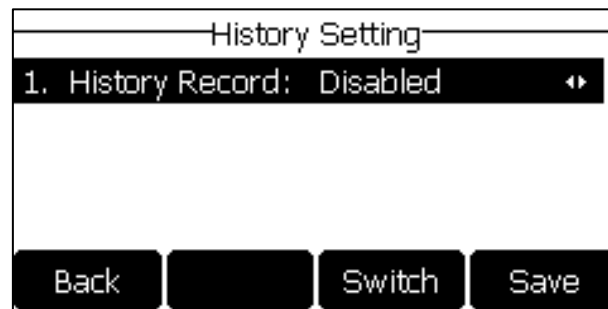 History Setting
1. History Record: Disabled
Back Switch Save